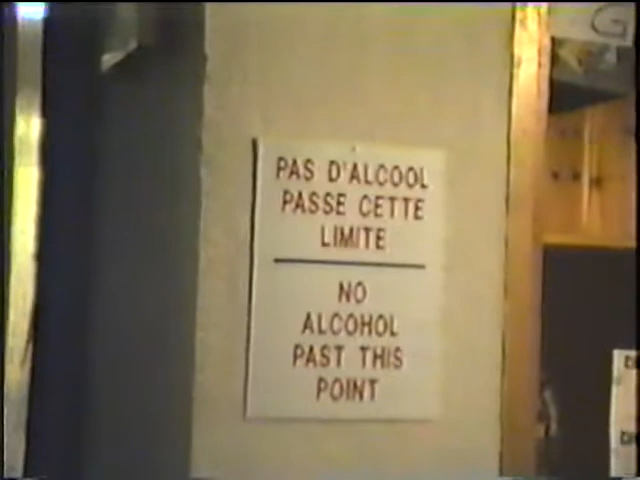 PAS D'ALCOOL
PASSE CETTE
LIMITE
NO
ALCOHOL
PAST THIS
POINT
G